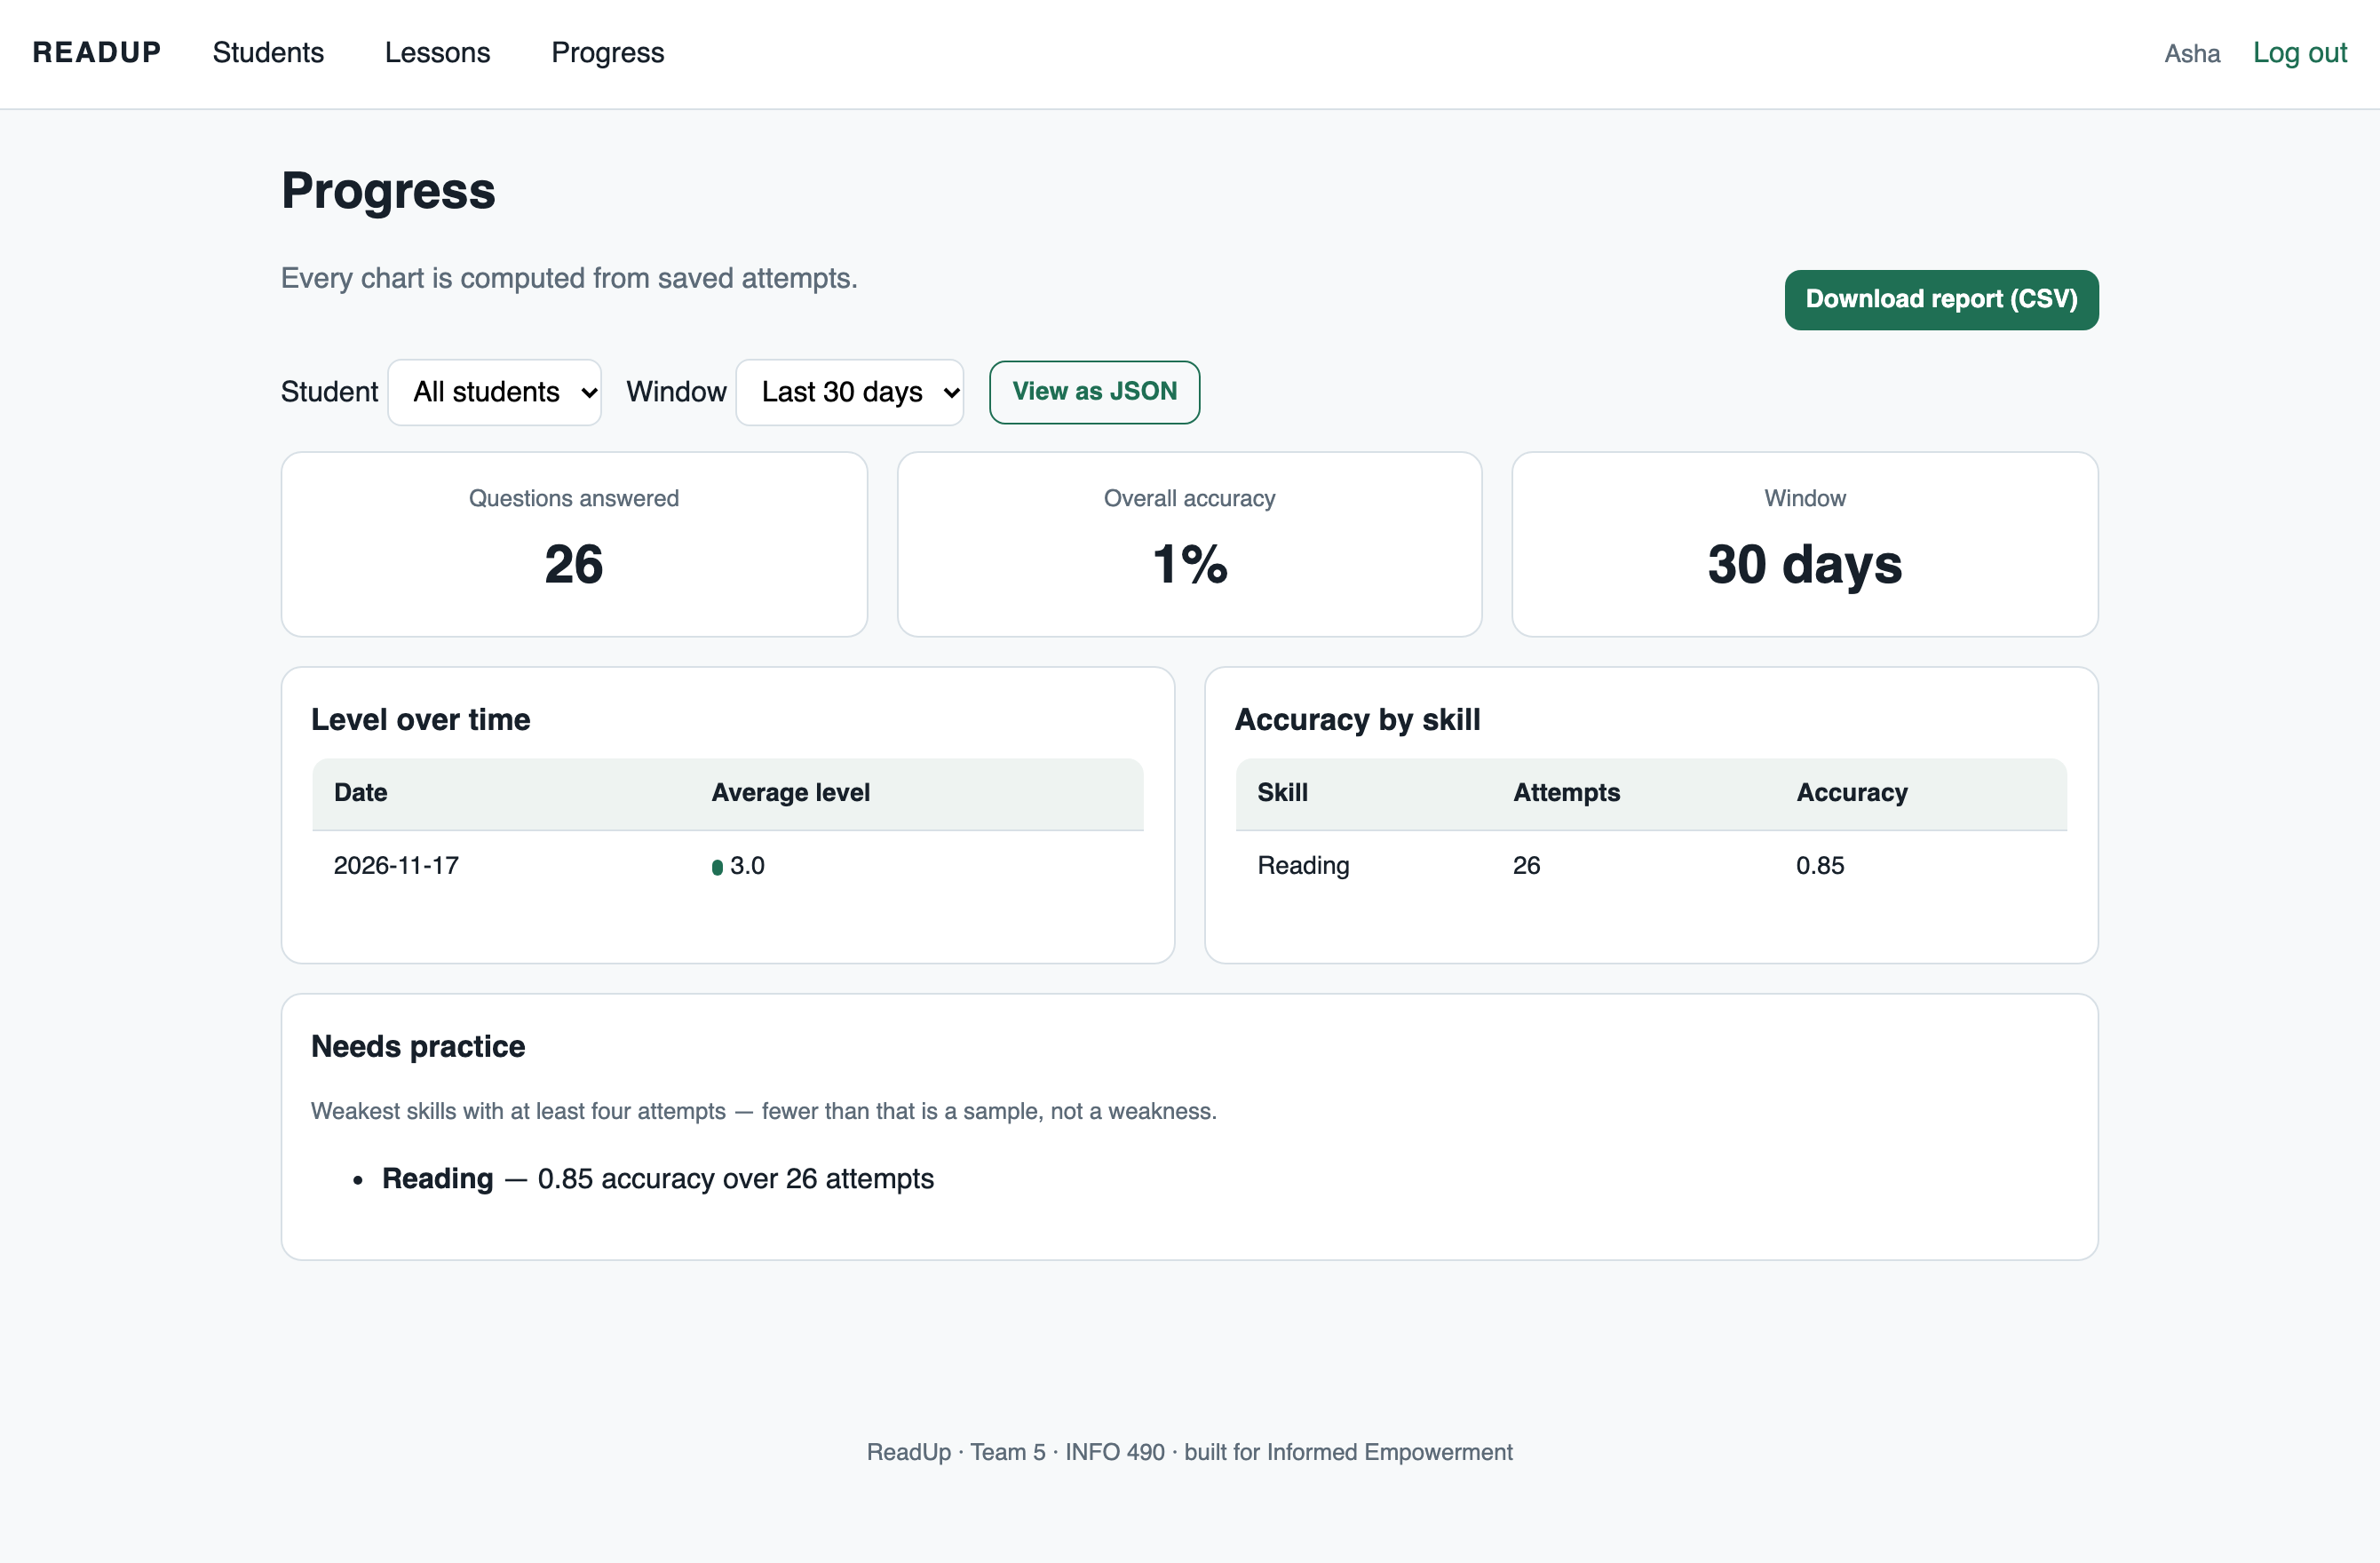 READUP Students Lessons Progress Asha Log out
Progress
Every chart is computed from saved attempts.
Download report (CSV)
Student All students Window Last 30 days View as JSON
Questions answered
26
Overall accuracy
1%
Window
30 days
Level over time
Date Average level
2026-11-17 3.0
Accuracy by skill
Skill Attempts Accuracy
Reading 26 0.85
Needs practice
Weakest skills with at least four attempts — fewer than that is a sample, not a weakness.
• Reading — 0.85 accuracy over 26 attempts
ReadUp · Team 5 · INFO 490 · built for Informed Empowerment